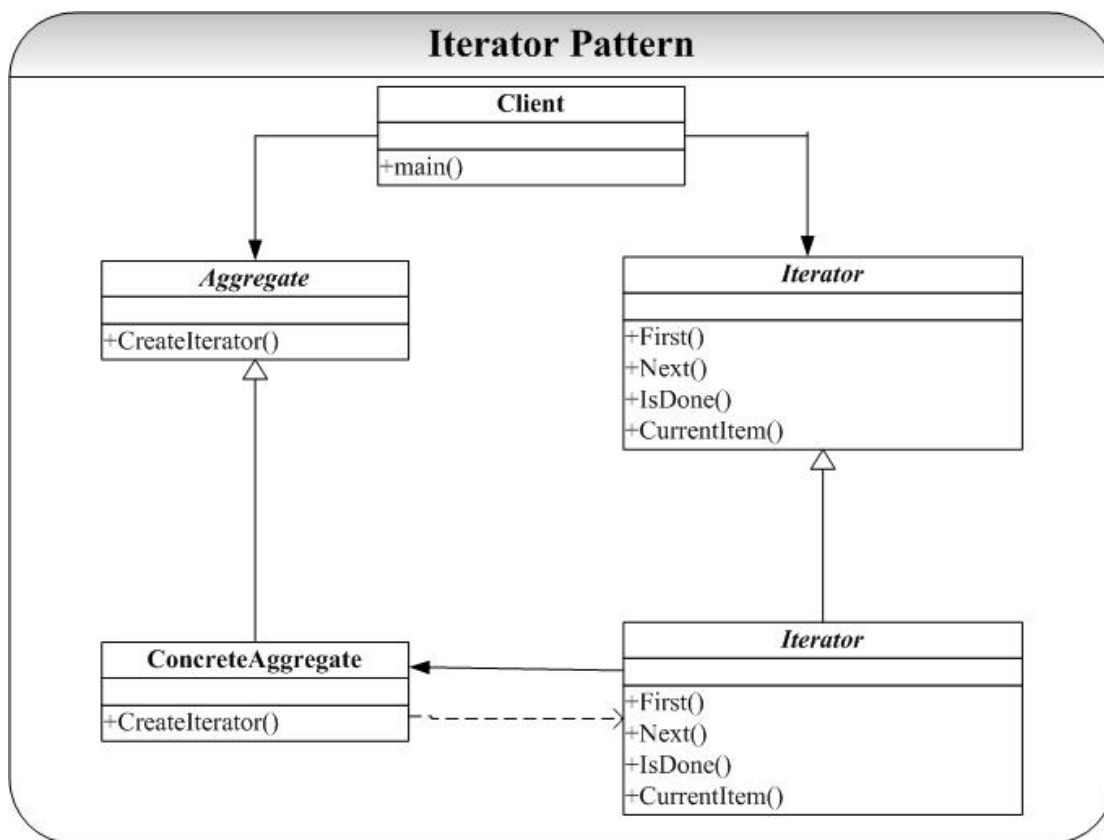 Iterator Pattern
Client
+main()
Aggregate
+CreateIterator()
Iterator
+First()
+Next()
+IsDone()
+CurrentItem()
ConcreteAggregate
+CreateIterator()
Iterator
+First()
+Next()
+IsDone()
+CurrentItem()